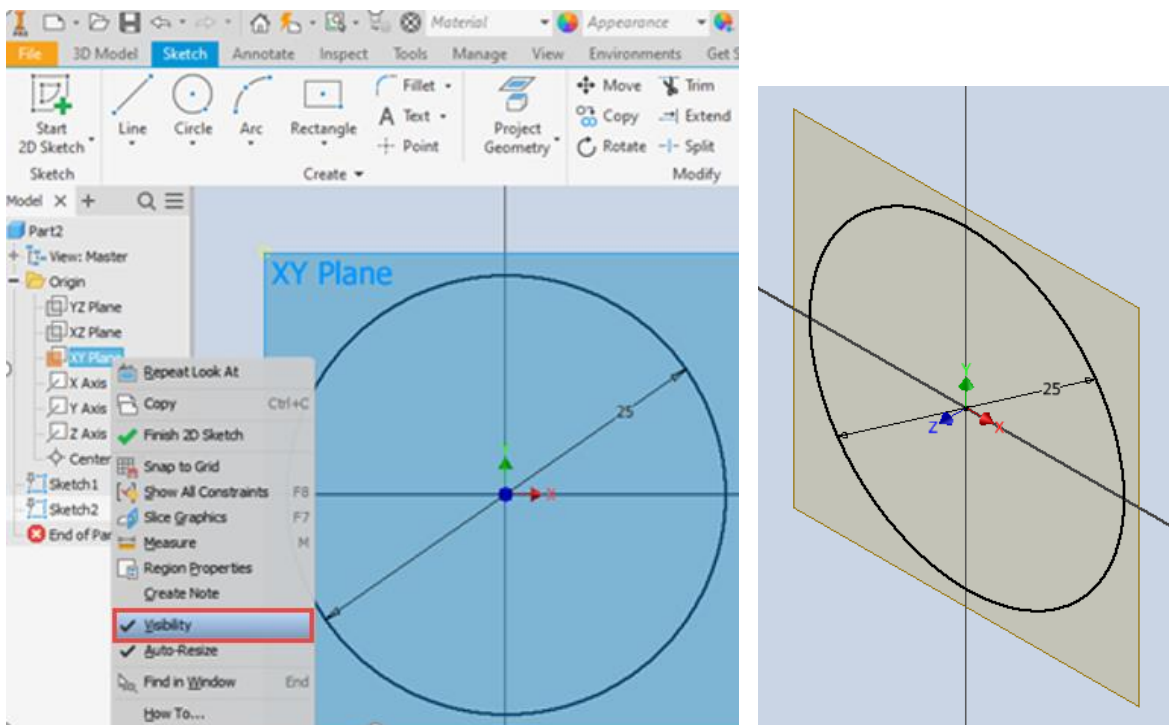 PRO
Material
Appearance
File 3D Model Sketch Annotate Inspect Tools Manage View Environments Get S
Start
2D Sketch
Line Circle Arc Rectangle
Fillet
Text
Point
Project
Geometry
Move Trim
Copy Extend
Rotate Split
Sketch Create Modify
Model
Part2
View: Master
Origin
YZ Plane
XZ Plane
XY Plane
X Axis
Y Axis
Z Axis
Center
Sketch1
Sketch2
End of Par
Repeat Look At
Copy Ctrl+C
Finish 2D Sketch
Snap to Grid
Show All Constraints F8
Slice Graphics F7
Measure M
Region Properties
Create Note
Visibility
Auto-Resize
Find in Window End
How To...
XY Plane
25
Y
X
25
Y
Z
X